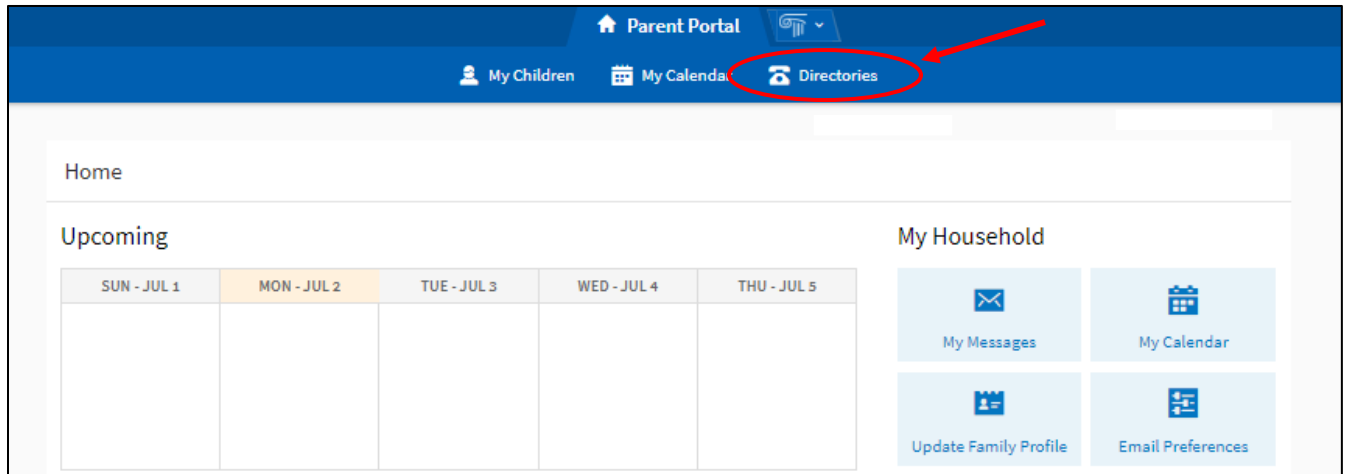 Parent Portal
My Children My Calendar Directories
Home
Upcoming
My Household
SUN - JUL 1 MON - JUL 2 TUE - JUL 3 WED - JUL 4 THU - JUL 5
My Messages My Calendar
Update Family Profile Email Preferences